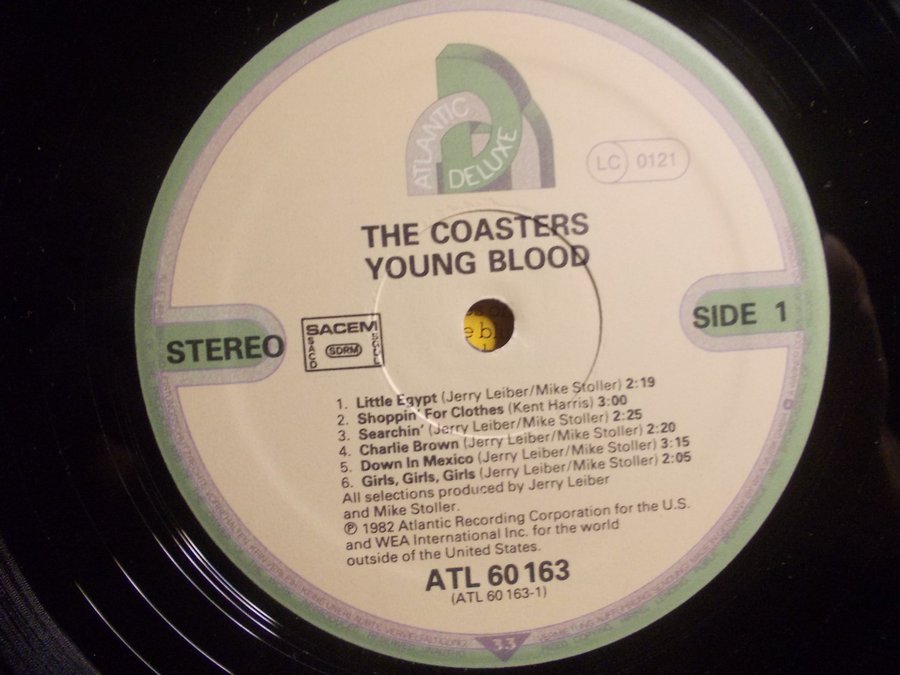 ATLANTIC
DELUXE
LC 0121
THE COASTERS
YOUNG BLOOD
STEREO
SACEM
SACD
SDRM
SIDE 1
e b
1. Little Egypt (Jerry Leiber/Mike Stoller) 2:19
2. Shoppin' For Clothes (Kent Harris) 3:00
3. Searchin' (Jerry Leiber/Mike Stoller) 2:25
4. Charlie Brown (Jerry Leiber/Mike Stoller) 2:20
5. Down In Mexico (Jerry Leiber/Mike Stoller) 3:15
6. Girls, Girls, Girls (Jerry Leiber/Mike Stoller) 2:05
All selections produced by Jerry Leiber
and Mike Stoller.
℗ 1982 Atlantic Recording Corporation for the U.S.
and WEA International Inc. for the world
outside of the United States.
ATL 60 163
(ATL 60 163-1)
33